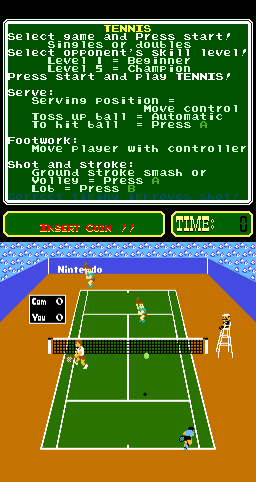 TENNIS
Select game and Press start!
Singles or doubles
Select opponent's skill level!
Level 1 = Beginner
Level 5 = Champion
Press start and play TENNIS!
Serve:
Serving position =
Move control
Toss up ball = Automatic
To hit ball = Press A
Footwork:
Move player with controller
Shot and stroke:
Ground stroke smash or
Volley = Press A
Lob = Press B
INSERT COIN !!
TIME: 0
Nintendo
Com 0
You 0